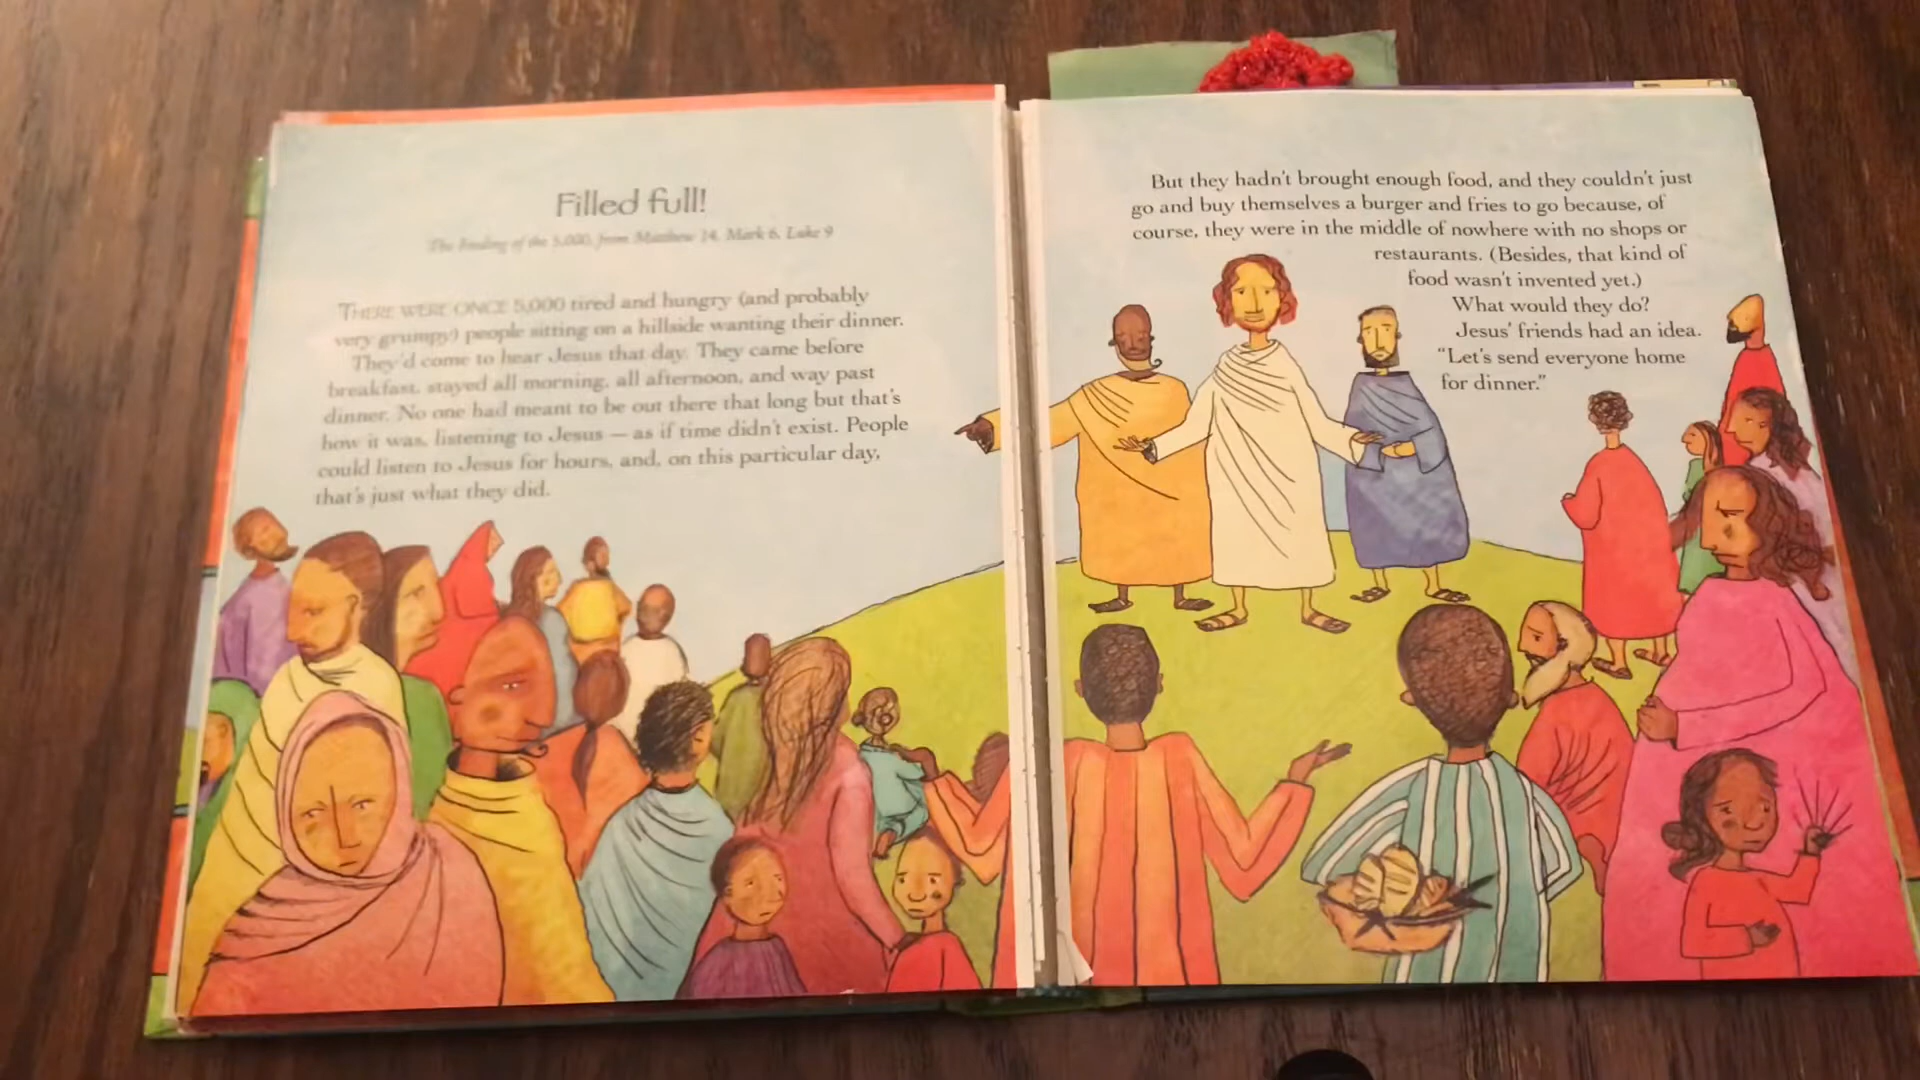 Filled full!
The Feeding of the 5,000, from Matthew 14, Mark 6, Luke 9
THERE WERE ONCE 5,000 tired and hungry (and probably
very grumpy) people sitting on a hillside wanting their dinner.
They'd come to hear Jesus that day. They came before
breakfast, stayed all morning, all afternoon, and way past
dinner. No one had meant to be out there that long but that's
how it was, listening to Jesus — as if time didn't exist. People
could listen to Jesus for hours, and, on this particular day,
that's just what they did.
But they hadn't brought enough food, and they couldn't just
go and buy themselves a burger and fries to go because, of
course, they were in the middle of nowhere with no shops or
restaurants. (Besides, that kind of
food wasn't invented yet.)
What would they do?
Jesus' friends had an idea.
"Let's send everyone home
for dinner."